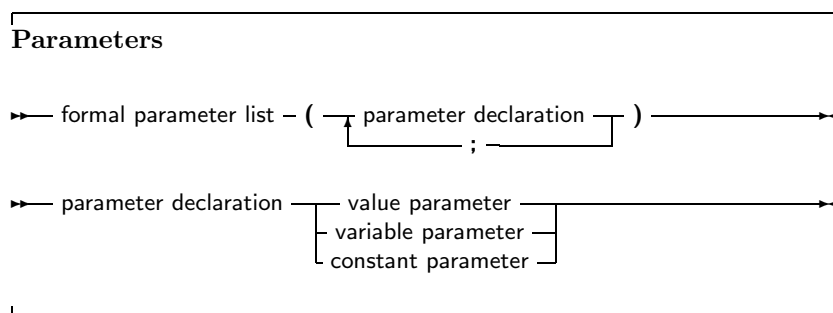 Parameters
formal parameter list ( parameter declaration )
;
parameter declaration value parameter
variable parameter
constant parameter